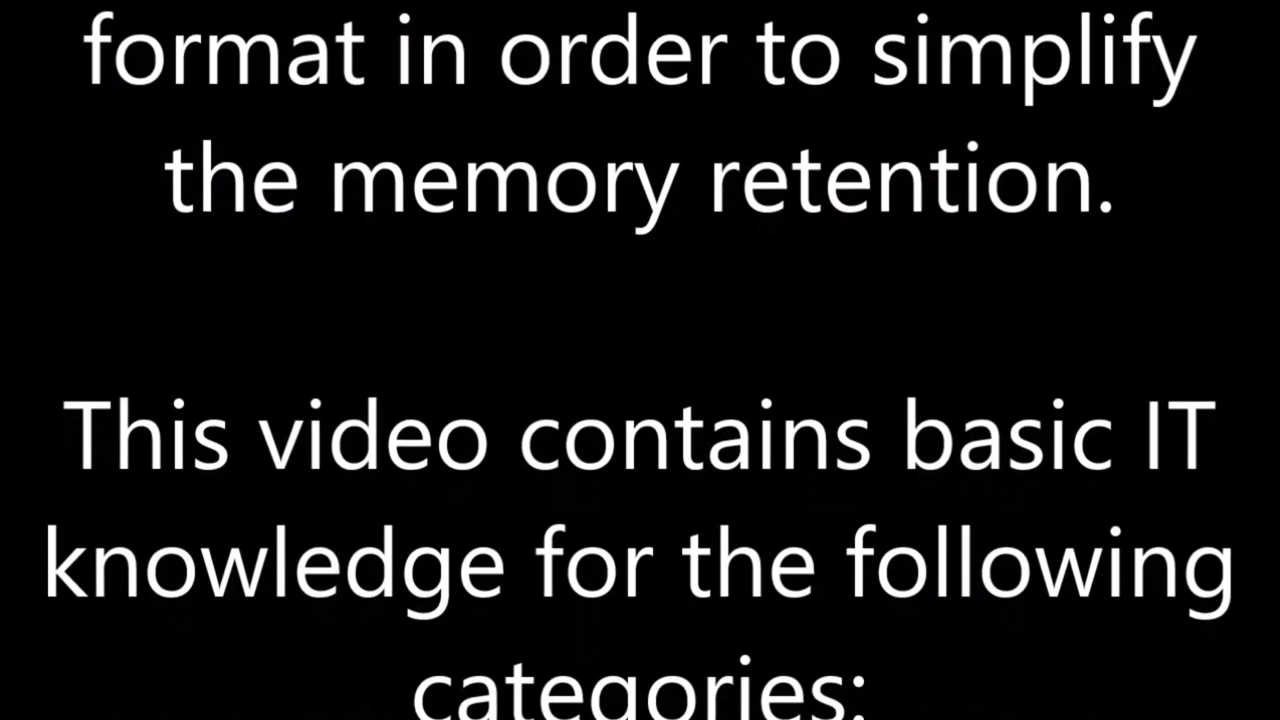 format in order to simplify
the memory retention.
This video contains basic IT
knowledge for the following
categories: